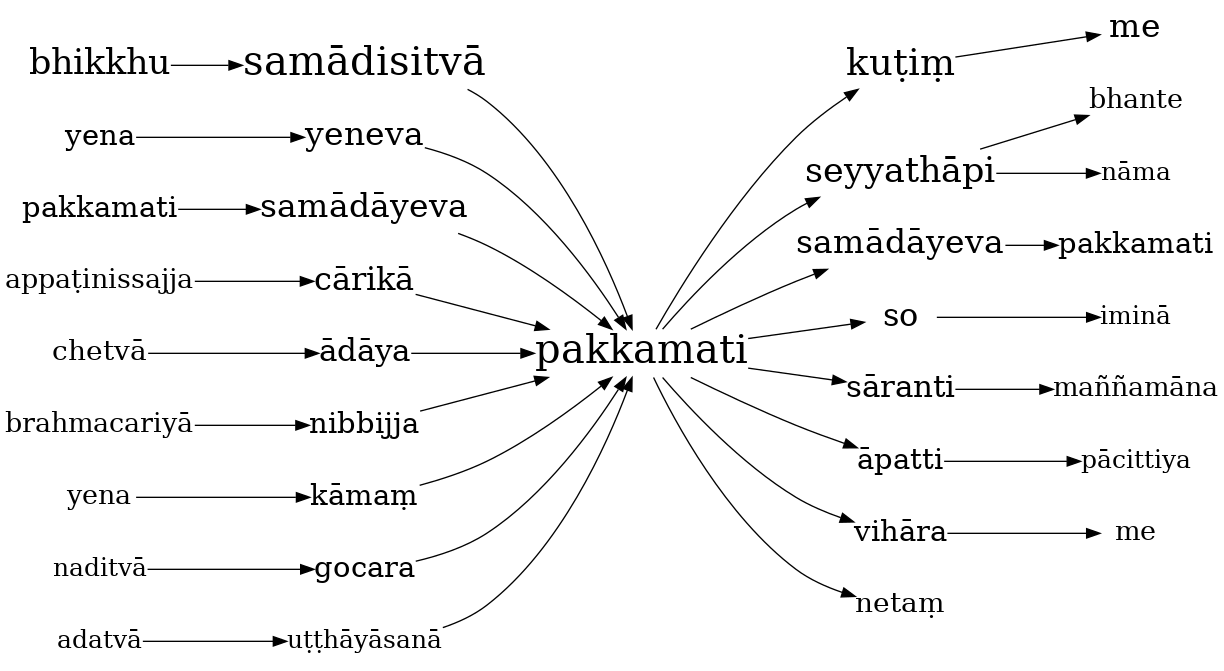 bhikkhu samādisitvā kuṭiṃ me
bhante
yena yeneva
seyyathāpi nāma
pakkamati samādāyeva
samādāyeva pakkamati
appaṭinissajja cārikā
so iminā
chetvā ādāya pakkamati
sāranti maññamāna
brahmacariyā nibbijja
āpatti pācittiya
yena kāmaṃ
vihāra me
naditvā gocara
netaṃ
adatvā uṭṭhāyāsanā